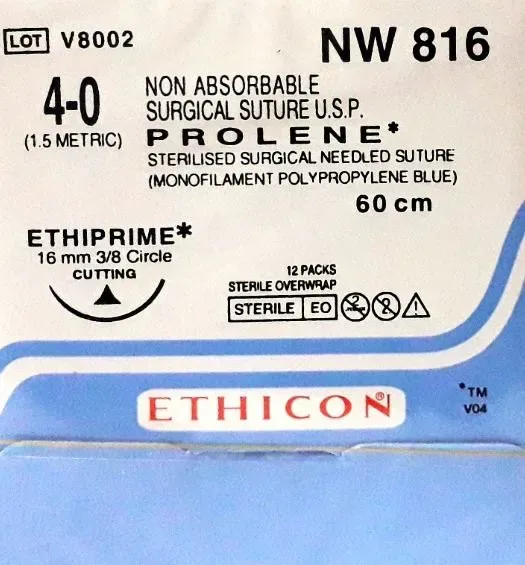 LOT V8002
NW 816
4-0
(1.5 METRIC)
NON ABSORBABLE
SURGICAL SUTURE U.S.P.
PROLENE*
STERILISED SURGICAL NEEDLED SUTURE
(MONOFILAMENT POLYPROPYLENE BLUE)
60 cm
ETHIPRIME*
16 mm 3/8 Circle
CUTTING
12 PACKS
STERILE OVERWRAP
STERILE EO
2
ETHICON®
*TM
V04